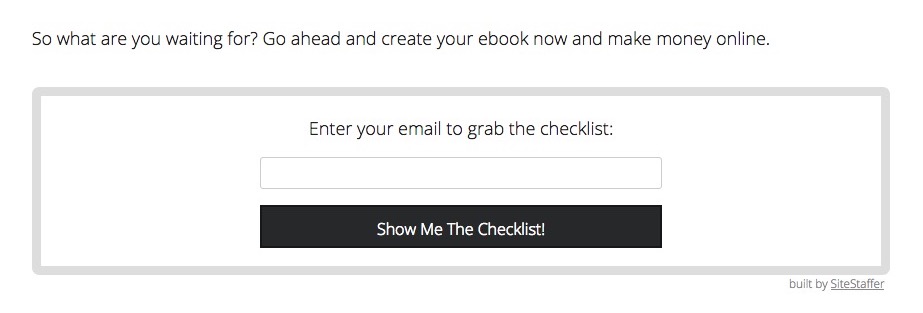 So what are you waiting for? Go ahead and create your ebook now and make money online.
Enter your email to grab the checklist:
Show Me The Checklist!
built by SiteStaffer